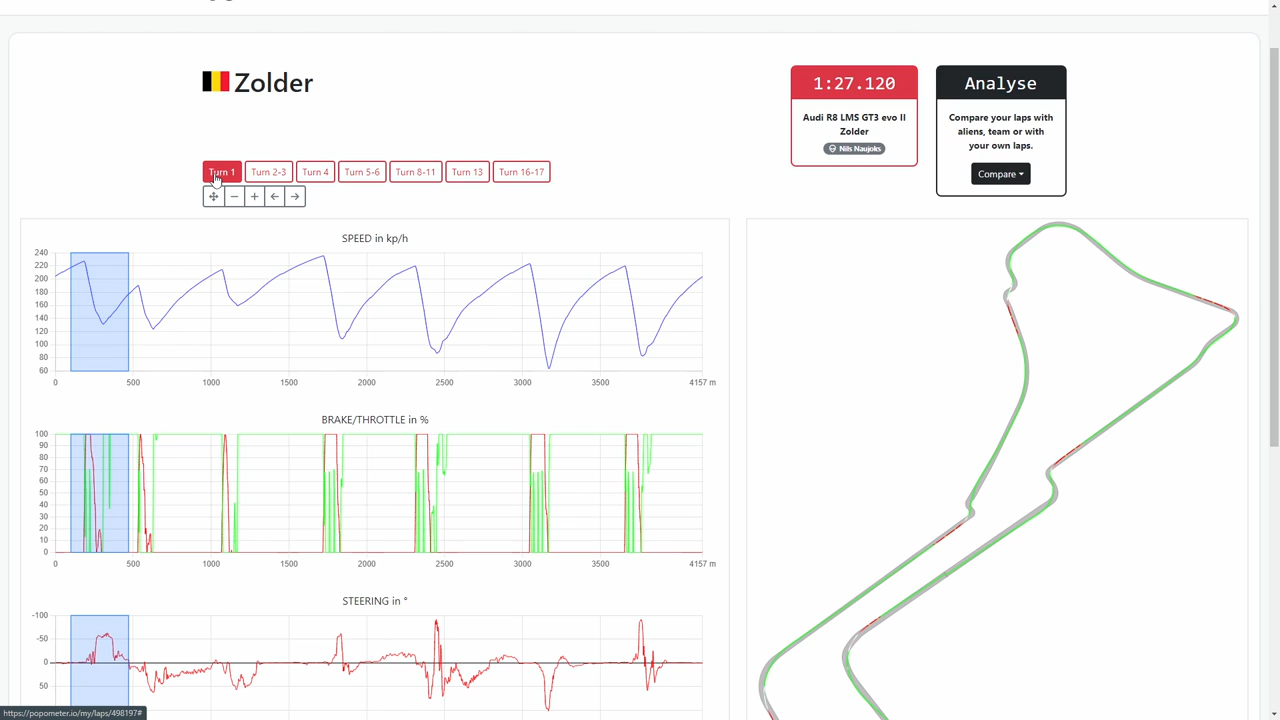 Zolder
1:27.120
Audi R8 LMS GT3 evo II
Zolder
Nils Naujoks
Analyse
Compare your laps with
aliens, team or with
your own laps.
Compare
Turn 1
Turn 2-3
Turn 4
Turn 5-6
Turn 8-11
Turn 13
Turn 16-17
SPEED in kp/h
240
220
200
180
160
140
120
100
80
60
0
500
1000
1500
2000
2500
3000
3500
4157 m
BRAKE/THROTTLE in %
100
90
80
70
60
50
40
30
20
10
0
0
500
1000
1500
2000
2500
3000
3500
4157 m
STEERING in °
-100
-50
0
50
https://popometer.io/my/laps/498197#